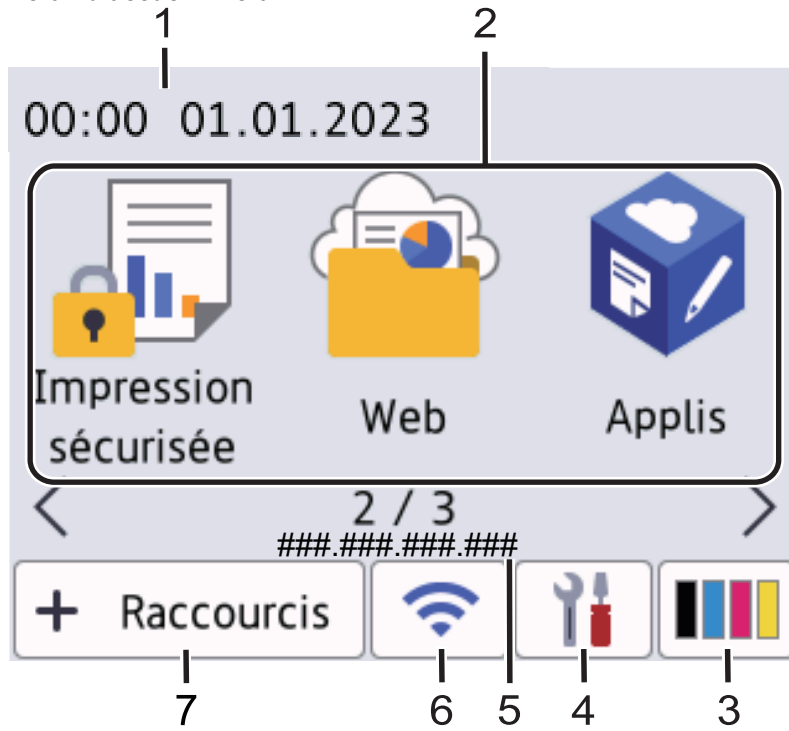 1 2
00:00 01.01.2023
Impression
sécurisée
Web
Applis
< 2 / 3 >
###.###.###.###
+ Raccourcis
7 6 5 4 3